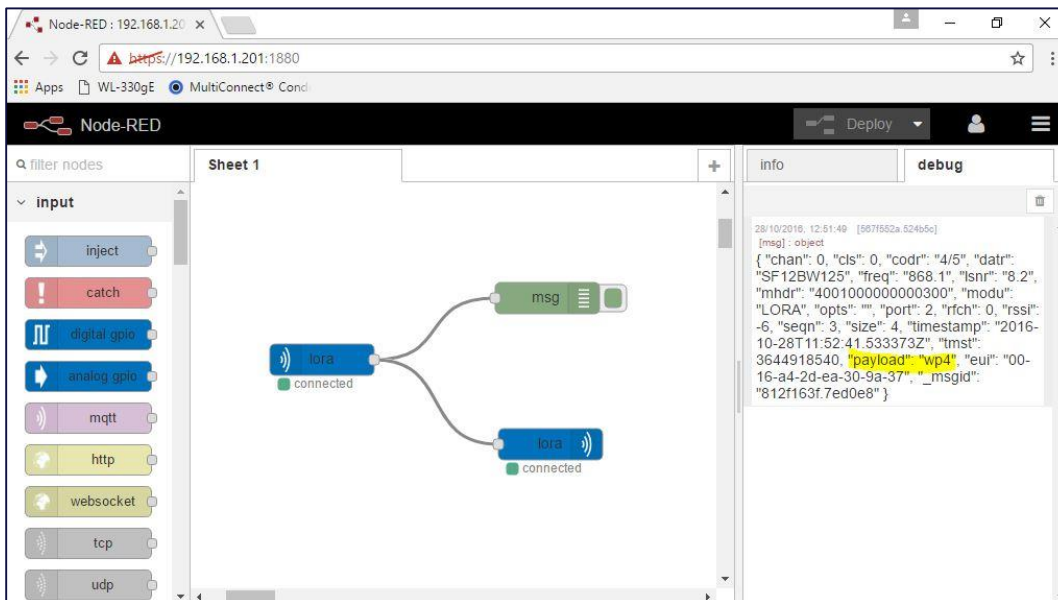 Node-RED : 192.168.1.20
https://192.168.1.201:1880
Apps WL-330gE MultiConnect® Cond
Node-RED
Deploy
filter nodes
Sheet 1
+
info
debug
input
inject
catch
digital gpio
analog gpio
mqtt
http
websocket
tcp
udp
msg
lora
connected
lora
connected
28/10/2016, 12:51:49 [567f552a.524b5c]
[msg] : object
{ "chan": 0, "cls": 0, "codr": "4/5", "datr":
"SF12BW125", "freq": "868.1", "lsnr": "8.2",
"mhdr": "4001000000000300", "modu":
"LORA", "opts": "", "port": 2, "rfch": 0, "rssi":
-6, "seqn": 3, "size": 4, "timestamp": "2016-
10-28T11:52:41.533373Z", "tmst":
3644918540, "payload": "wp4", "eui": "00-
16-a4-2d-ea-30-9a-37", "_msgid":
"812f163f.7ed0e8" }